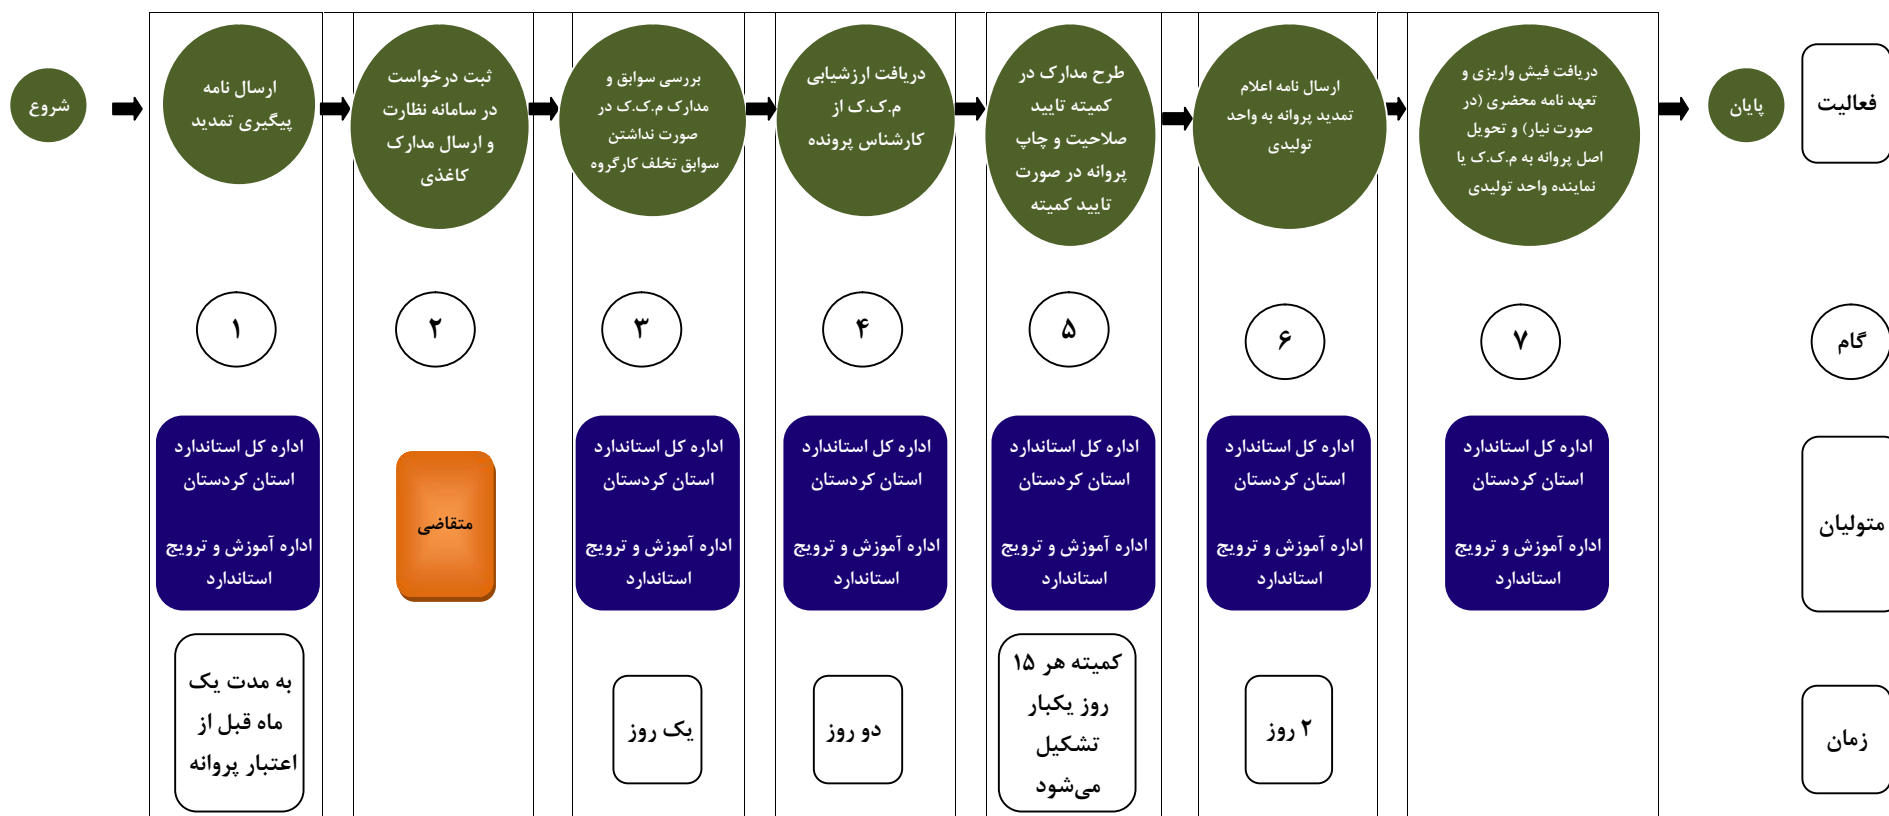 شروع
ارسال نامه
پیگیری تمدید
ثبت درخواست
در سامانه نظارت
و ارسال مدارک
کاغذی
بررسی سوابق و
مدارک م.ک.ک در
صورت نداشتن
سوابق تخلف کارگروه
دریافت ارزشیابی
م.ک.ک از
کارشناس پرونده
طرح مدارک در
کمیته تایید
صلاحیت و چاپ
پروانه در صورت
تایید کمیته
ارسال نامه اعلام
تمدید پروانه به واحد
تولیدی
دریافت فیش واریزی و
تعهد نامه محضری (در
صورت نیار) و تحویل
اصل پروانه به م.ک.ک یا
نماینده واحد تولیدی
پایان
فعالیت
۱
۲
۳
۴
۵
۶
۷
گام
اداره کل استاندارد
استان کردستان
اداره آموزش و ترویج
استاندارد
متقاضی
اداره کل استاندارد
استان کردستان
اداره آموزش و ترویج
استاندارد
اداره کل استاندارد
استان کردستان
اداره آموزش و ترویج
استاندارد
اداره کل استاندارد
استان کردستان
اداره آموزش و ترویج
استاندارد
اداره کل استاندارد
استان کردستان
اداره آموزش و ترویج
استاندارد
اداره کل استاندارد
استان کردستان
اداره آموزش و ترویج
استاندارد
متولیان
به مدت یک
ماه قبل از
اعتبار پروانه
یک روز
دو روز
کمیته هر ۱۵
روز یکبار
تشکیل
می‌شود
۲ روز
زمان